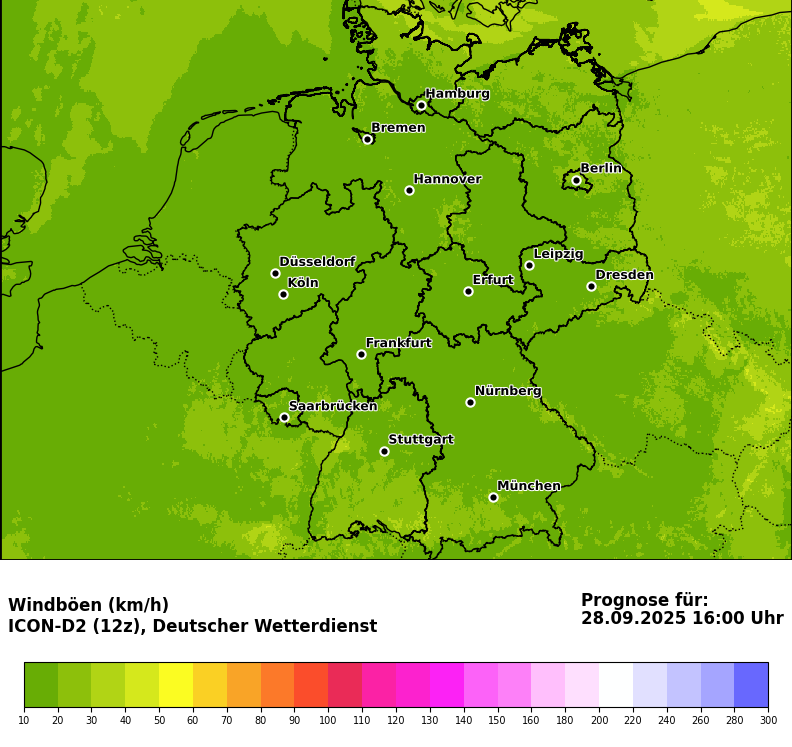 Hamburg
Bremen
Berlin
Hannover
Leipzig
Düsseldorf
Dresden
Köln
Erfurt
Frankfurt
Nürnberg
Saarbrücken
Stuttgart
München
Windböen (km/h)
ICON-D2 (12z), Deutscher Wetterdienst
Prognose für:
28.09.2025 16:00 Uhr
10 20 30 40 50 60 70 80 90 100 110 120 130 140 150 160 180 200 220 240 260 280 300